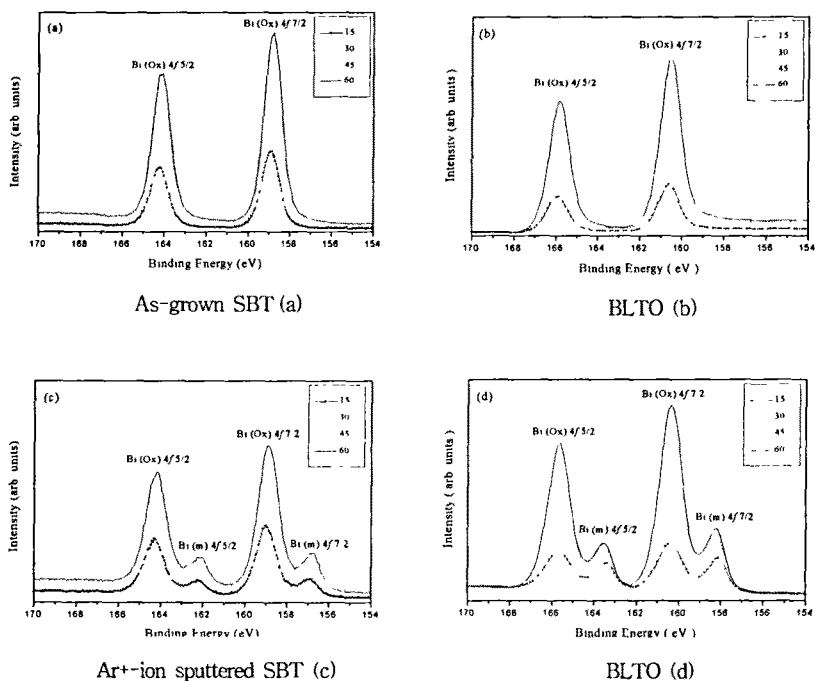 (a)
Bi (Ox) 4f 7/2
Bi (Ox) 4f 5/2
15
30
45
60
Intensity (arb units)
170 168 166 164 162 160 158 156 154
Binding Energy (eV)
As-grown SBT (a)
(b)
Bi (Ox) 4f 7/2
Bi (Ox) 4f 5/2
15
30
45
60
Intensity (arb units)
170 168 166 164 162 160 158 156 154
Binding Energy ( eV )
BLTO (b)
(c)
Bi (Ox) 4f 7 2
Bi (Ox) 4f 5/2
Bi (m) 4f 5/2
Bi (m) 4f 7 2
15
30
45
60
Intensity (arb units)
170 168 166 164 162 160 158 156 154
Binding Energy (eV)
Ar+-ion sputtered SBT (c)
(d)
Bi (Ox) 4f 7 2
Bi (Ox) 4f 5/2
Bi (m) 4f 5/2
Bi (m) 4f 7/2
15
30
45
60
Intensity ( arb units )
170 168 166 164 162 160 158 156 154
Binding Energy ( eV )
BLTO (d)